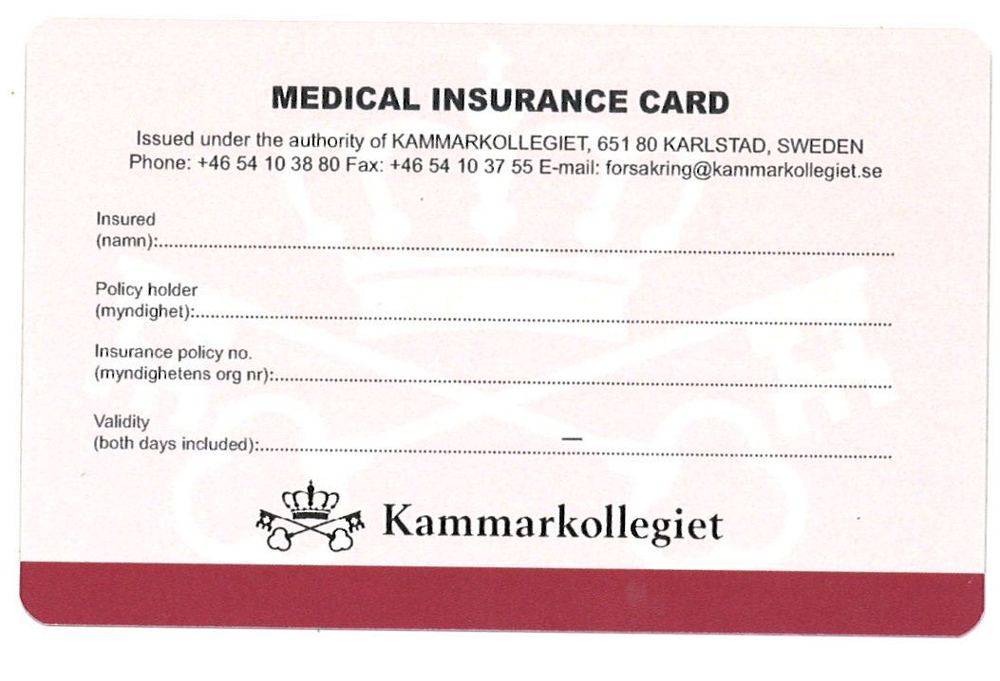 MEDICAL INSURANCE CARD
Issued under the authority of KAMMARKOLLEGIET, 651 80 KARLSTAD, SWEDEN
Phone: +46 54 10 38 80 Fax: +46 54 10 37 55 E-mail: forsakring@kammarkollegiet.se
Insured
(namn):
Policy holder
(myndighet):
Insurance policy no.
(myndighetens org nr):
Validity
(both days included): –
Kammarkollegiet